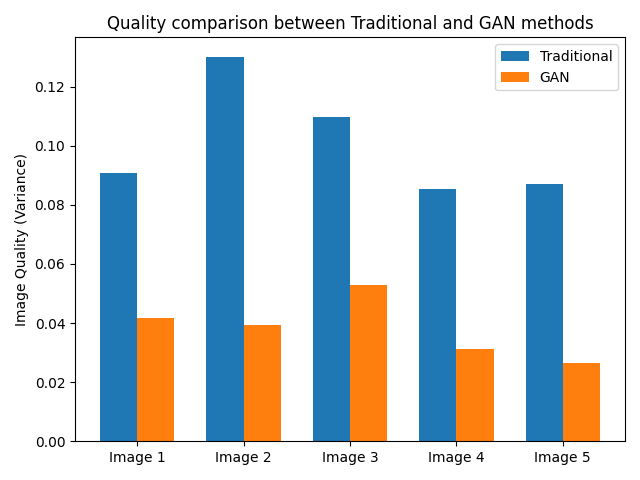 Quality comparison between Traditional and GAN methods
Traditional
GAN
Image Quality (Variance)
0.12
0.10
0.08
0.06
0.04
0.02
0.00
Image 1
Image 2
Image 3
Image 4
Image 5